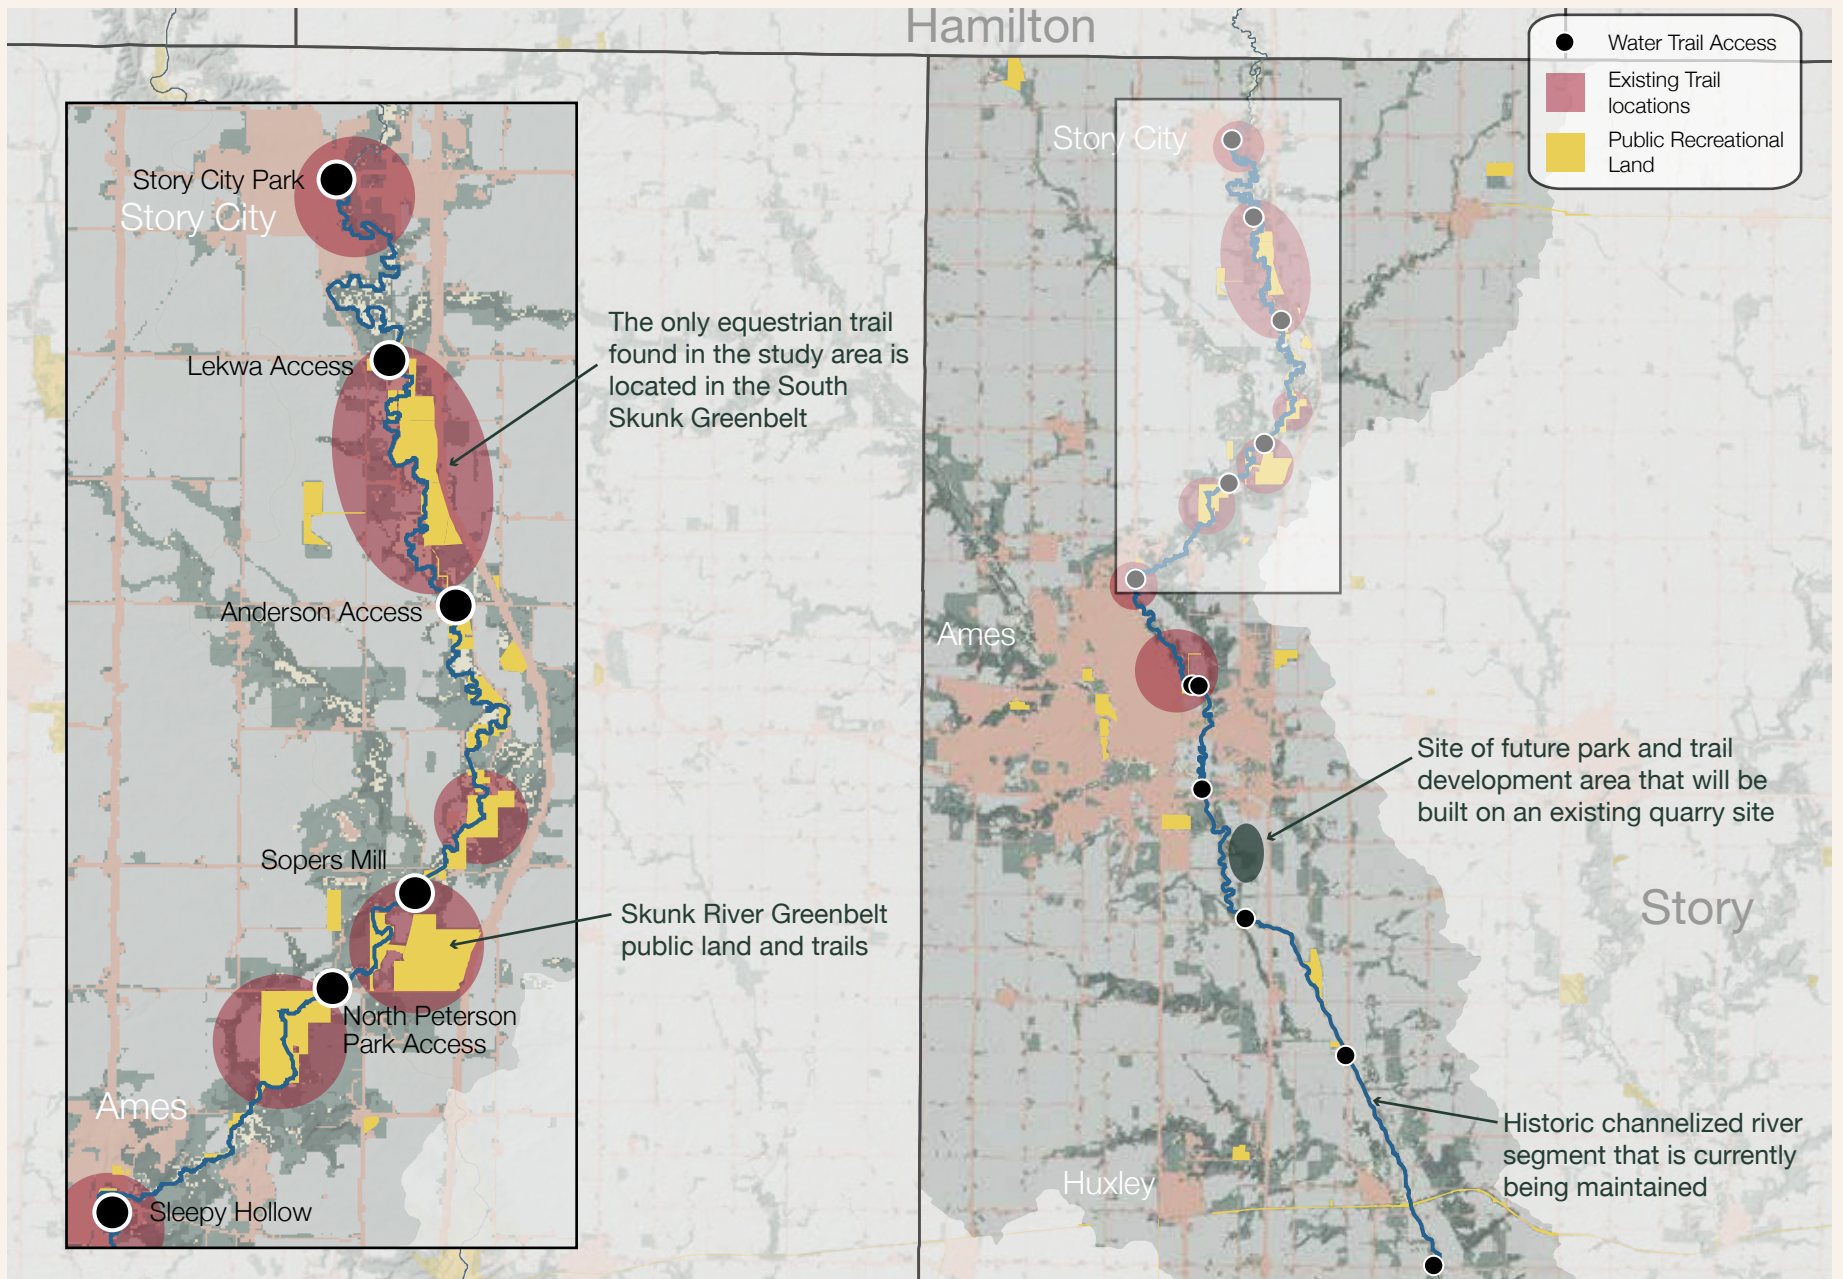 Hamilton
Water Trail Access
Existing Trail
locations
Public Recreational
Land
Story City Park
Story City
Lekwa Access
Anderson Access
Sopers Mill
North Peterson
Park Access
Ames
Sleepy Hollow
The only equestrian trail
found in the study area is
located in the South
Skunk Greenbelt
Skunk River Greenbelt
public land and trails
Story City
Ames
Site of future park and trail
development area that will be
built on an existing quarry site
Story
Historic channelized river
segment that is currently
being maintained
Huxley